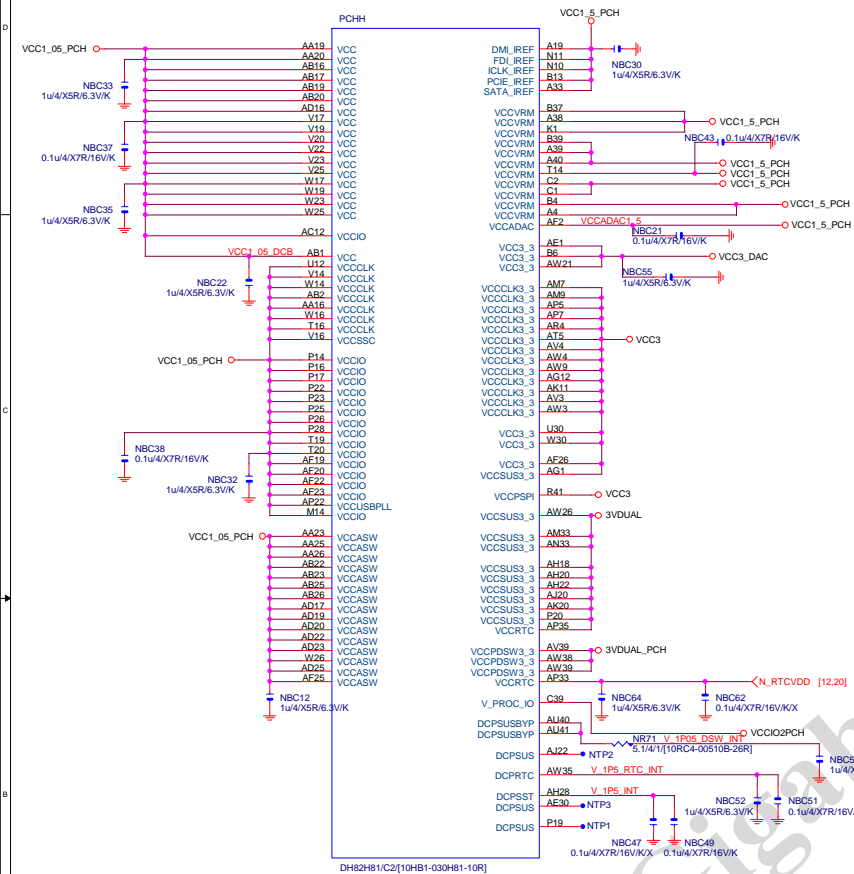 D
C
B
PCHH
VCC1_05_PCH
AA19 VCC
AA20 VCC
AB16 VCC
AB17 VCC
AB19 VCC
AB20 VCC
AD16 VCC
V17 VCC
V19 VCC
V20 VCC
V22 VCC
V23 VCC
V25 VCC
W17 VCC
W19 VCC
W23 VCC
W25 VCC
AC12 VCCIO
VCC1_05_DCB AB1 VCC
U12 VCCCLK
V14 VCCCLK
W14 VCCCLK
AB2 VCCCLK
AA16 VCCCLK
W16 VCCCLK
T16 VCCCLK
V16 VCCSSC
NBC33
1u/4/X5R/6.3V/K
NBC37
0.1u/4/X7R/16V/K
NBC35
1u/4/X5R/6.3V/K
NBC22
1u/4/X5R/6.3V/K
VCC1_05_PCH
P14 VCCIO
P16 VCCIO
P17 VCCIO
P22 VCCIO
P23 VCCIO
P25 VCCIO
P26 VCCIO
P28 VCCIO
T19 VCCIO
T20 VCCIO
AF19 VCCIO
AF20 VCCIO
AF22 VCCIO
AF23 VCCIO
AP22 VCCUSBPLL
M14 VCCIO
NBC38
0.1u/4/X7R/16V/K
NBC32
1u/4/X5R/6.3V/K
VCC1_05_PCH
AA23 VCCASW
AA25 VCCASW
AA26 VCCASW
AB22 VCCASW
AB23 VCCASW
AB25 VCCASW
AB26 VCCASW
AD17 VCCASW
AD19 VCCASW
AD20 VCCASW
AD22 VCCASW
AD23 VCCASW
W26 VCCASW
AD25 VCCASW
AF25 VCCASW
NBC12
1u/4/X5R/6.3V/K
VCC1_5_PCH
DMI_IREF A19
FDI_IREF N11
ICLK_IREF N10
PCIE_IREF B13
SATA_IREF A33
NBC30
1u/4/X5R/6.3V/K
VCCVRM B37
VCCVRM A38 VCC1_5_PCH
VCCVRM K1
VCCVRM B39 NBC43 0.1u/4/X7R/16V/K
VCCVRM A39
VCCVRM A40 VCC1_5_PCH
VCCVRM T14 VCC1_5_PCH
VCCVRM C2 VCC1_5_PCH
VCCVRM C1
VCCVRM B4 VCC1_5_PCH
VCCVRM A4
VCCADAC AF2 VCCADAC1_5 VCC1_5_PCH
NBC21
0.1u/4/X7R/16V/K
VCC3_3 AE1
VCC3_3 B6 VCC3_DAC
VCC3_3 AW21
NBC55
1u/4/X5R/6.3V/K
VCCCLK3_3 AM7
VCCCLK3_3 AM9
VCCCLK3_3 AP5
VCCCLK3_3 AP7
VCCCLK3_3 AR4
VCCCLK3_3 AT5 VCC3
VCCCLK3_3 AV4
VCCCLK3_3 AW4
VCCCLK3_3 AW9
VCCCLK3_3 AG12
VCCCLK3_3 AK11
VCCCLK3_3 AV3
VCCCLK3_3 AW3
VCC3_3 U30
VCC3_3 W30
VCC3_3 AF26
VCCSUS3_3 AG1
VCCPSPI R41 VCC3
VCCSUS3_3 AW26 3VDUAL
VCCSUS3_3 AM33
VCCSUS3_3 AN33
VCCSUS3_3 AH18
VCCSUS3_3 AH20
VCCSUS3_3 AH22
VCCSUS3_3 AJ20
VCCSUS3_3 AK20
VCCSUS3_3 P20
VCCRTC AP35
VCCPDSW3_3 AV39 3VDUAL_PCH
VCCPDSW3_3 AW38
VCCPDSW3_3 AW39
VCCRTC AP33 N_RTCVDD [12,20]
V_PROC_IO C39
NBC64
1u/4/X5R/6.3V/K
NBC62
0.1u/4/X7R/16V/K/X
DCPSUSBYP AU40
DCPSUSBYP AU41
VCCIO2PCH
NR71 V_1P05_DSW_INT
5.1/4/1/[10RC4-00510B-26R]
NBC5
1u/4/X
DCPSUS AJ22 NTP2
DCPRTC AW35 V_1P5_RTC_INT
NBC52
1u/4/X5R/6.3V/K
NBC51
0.1u/4/X7R/16V
DCPSST AH28 V_1P5_INT
DCPSUS AE30 NTP3
DCPSUS P19 NTP1
NBC47
0.1u/4/X7R/16V/K/X
NBC49
0.1u/4/X7R/16V/K
DH82H81/C2/[10HB1-030H81-10R]
Gigab